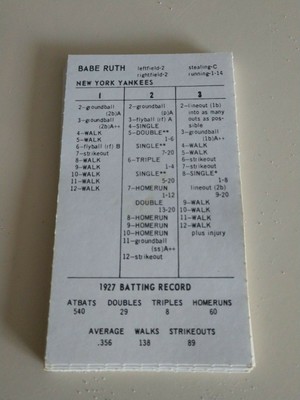 BABE RUTH leftfield-2 stealing-C
rightfield-2 running-1-16
NEW YORK YANKEES
1
2-groundball
(2b)A
3-groundball
(2b)A++
4-WALK
5-WALK
6-flyball (lf) B
7-strikeout
8-WALK
9-WALK
10-WALK
11-WALK
12-WALK
2
2-groundball
(p)A
3-flyball (lf) A
4-SINGLE
5-DOUBLE**
1-6
SINGLE**
7-20
6-TRIPLE
1-4
SINGLE*
5-20
7-HOMERUN
1-12
DOUBLE
13-20
8-HOMERUN
9-HOMERUN
10-HOMERUN
11-groundball
(ss)A++
12-strikeout
3
2-lineout (1b)
into as many
outs as pos-
sible
3-groundball
(1b)A++
4-WALK
5-WALK
6-WALK
7-strikeout
8-SINGLE*
1-8
lineout (2b)
9-20
9-WALK
10-WALK
11-WALK
12-WALK
plus injury
1927 BATTING RECORD
ATBATS DOUBLES TRIPLES HOMERUNS
540 29 8 60
AVERAGE WALKS STRIKEOUTS
.356 138 89